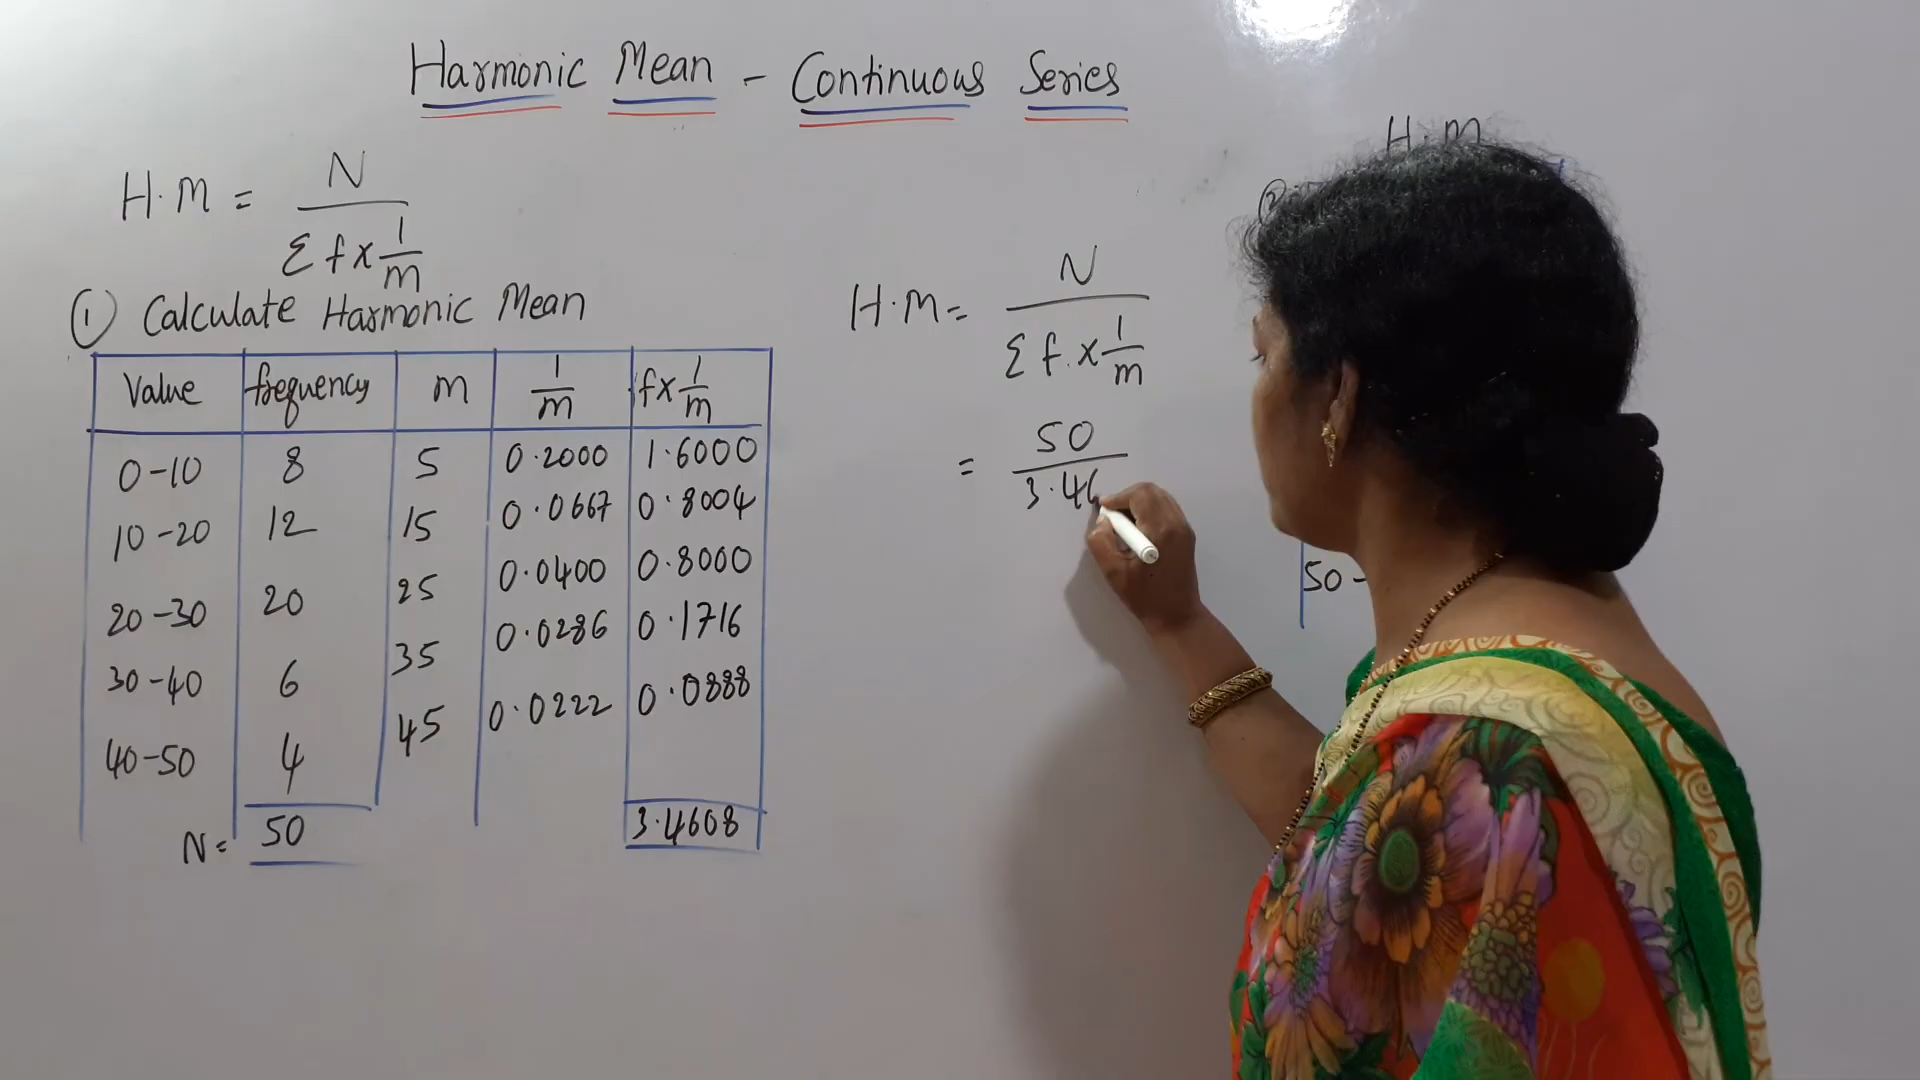 Harmonic Mean - Continuous Series
H.M = N / Σ f x 1/m
① Calculate Harmonic Mean
Value frequency m 1/m f x 1/m
0-10 8 5 0.2000 1.6000
10-20 12 15 0.0667 0.8004
20-30 20 25 0.0400 0.8000
30-40 6 35 0.0286 0.1716
40-50 4 45 0.0222 0.0888
N = 50 3.4608
H.M = N / Σ f. x 1/m
= 50 / 3.46
H.M
②
50-